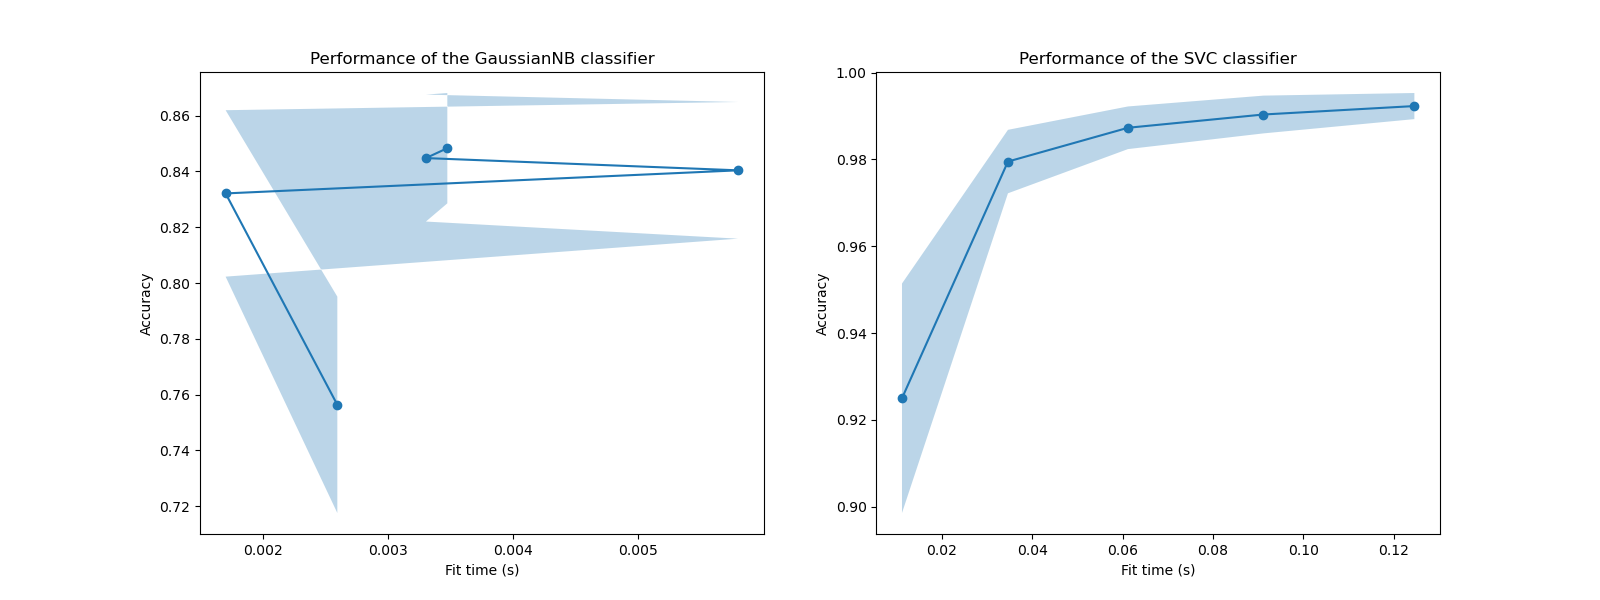 Performance of the GaussianNB classifier
0.86
0.84
0.82
0.80
0.78
0.76
0.74
0.72
Accuracy
0.002 0.003 0.004 0.005
Fit time (s)
Performance of the SVC classifier
1.00
0.98
0.96
0.94
0.92
0.90
Accuracy
0.02 0.04 0.06 0.08 0.10 0.12
Fit time (s)